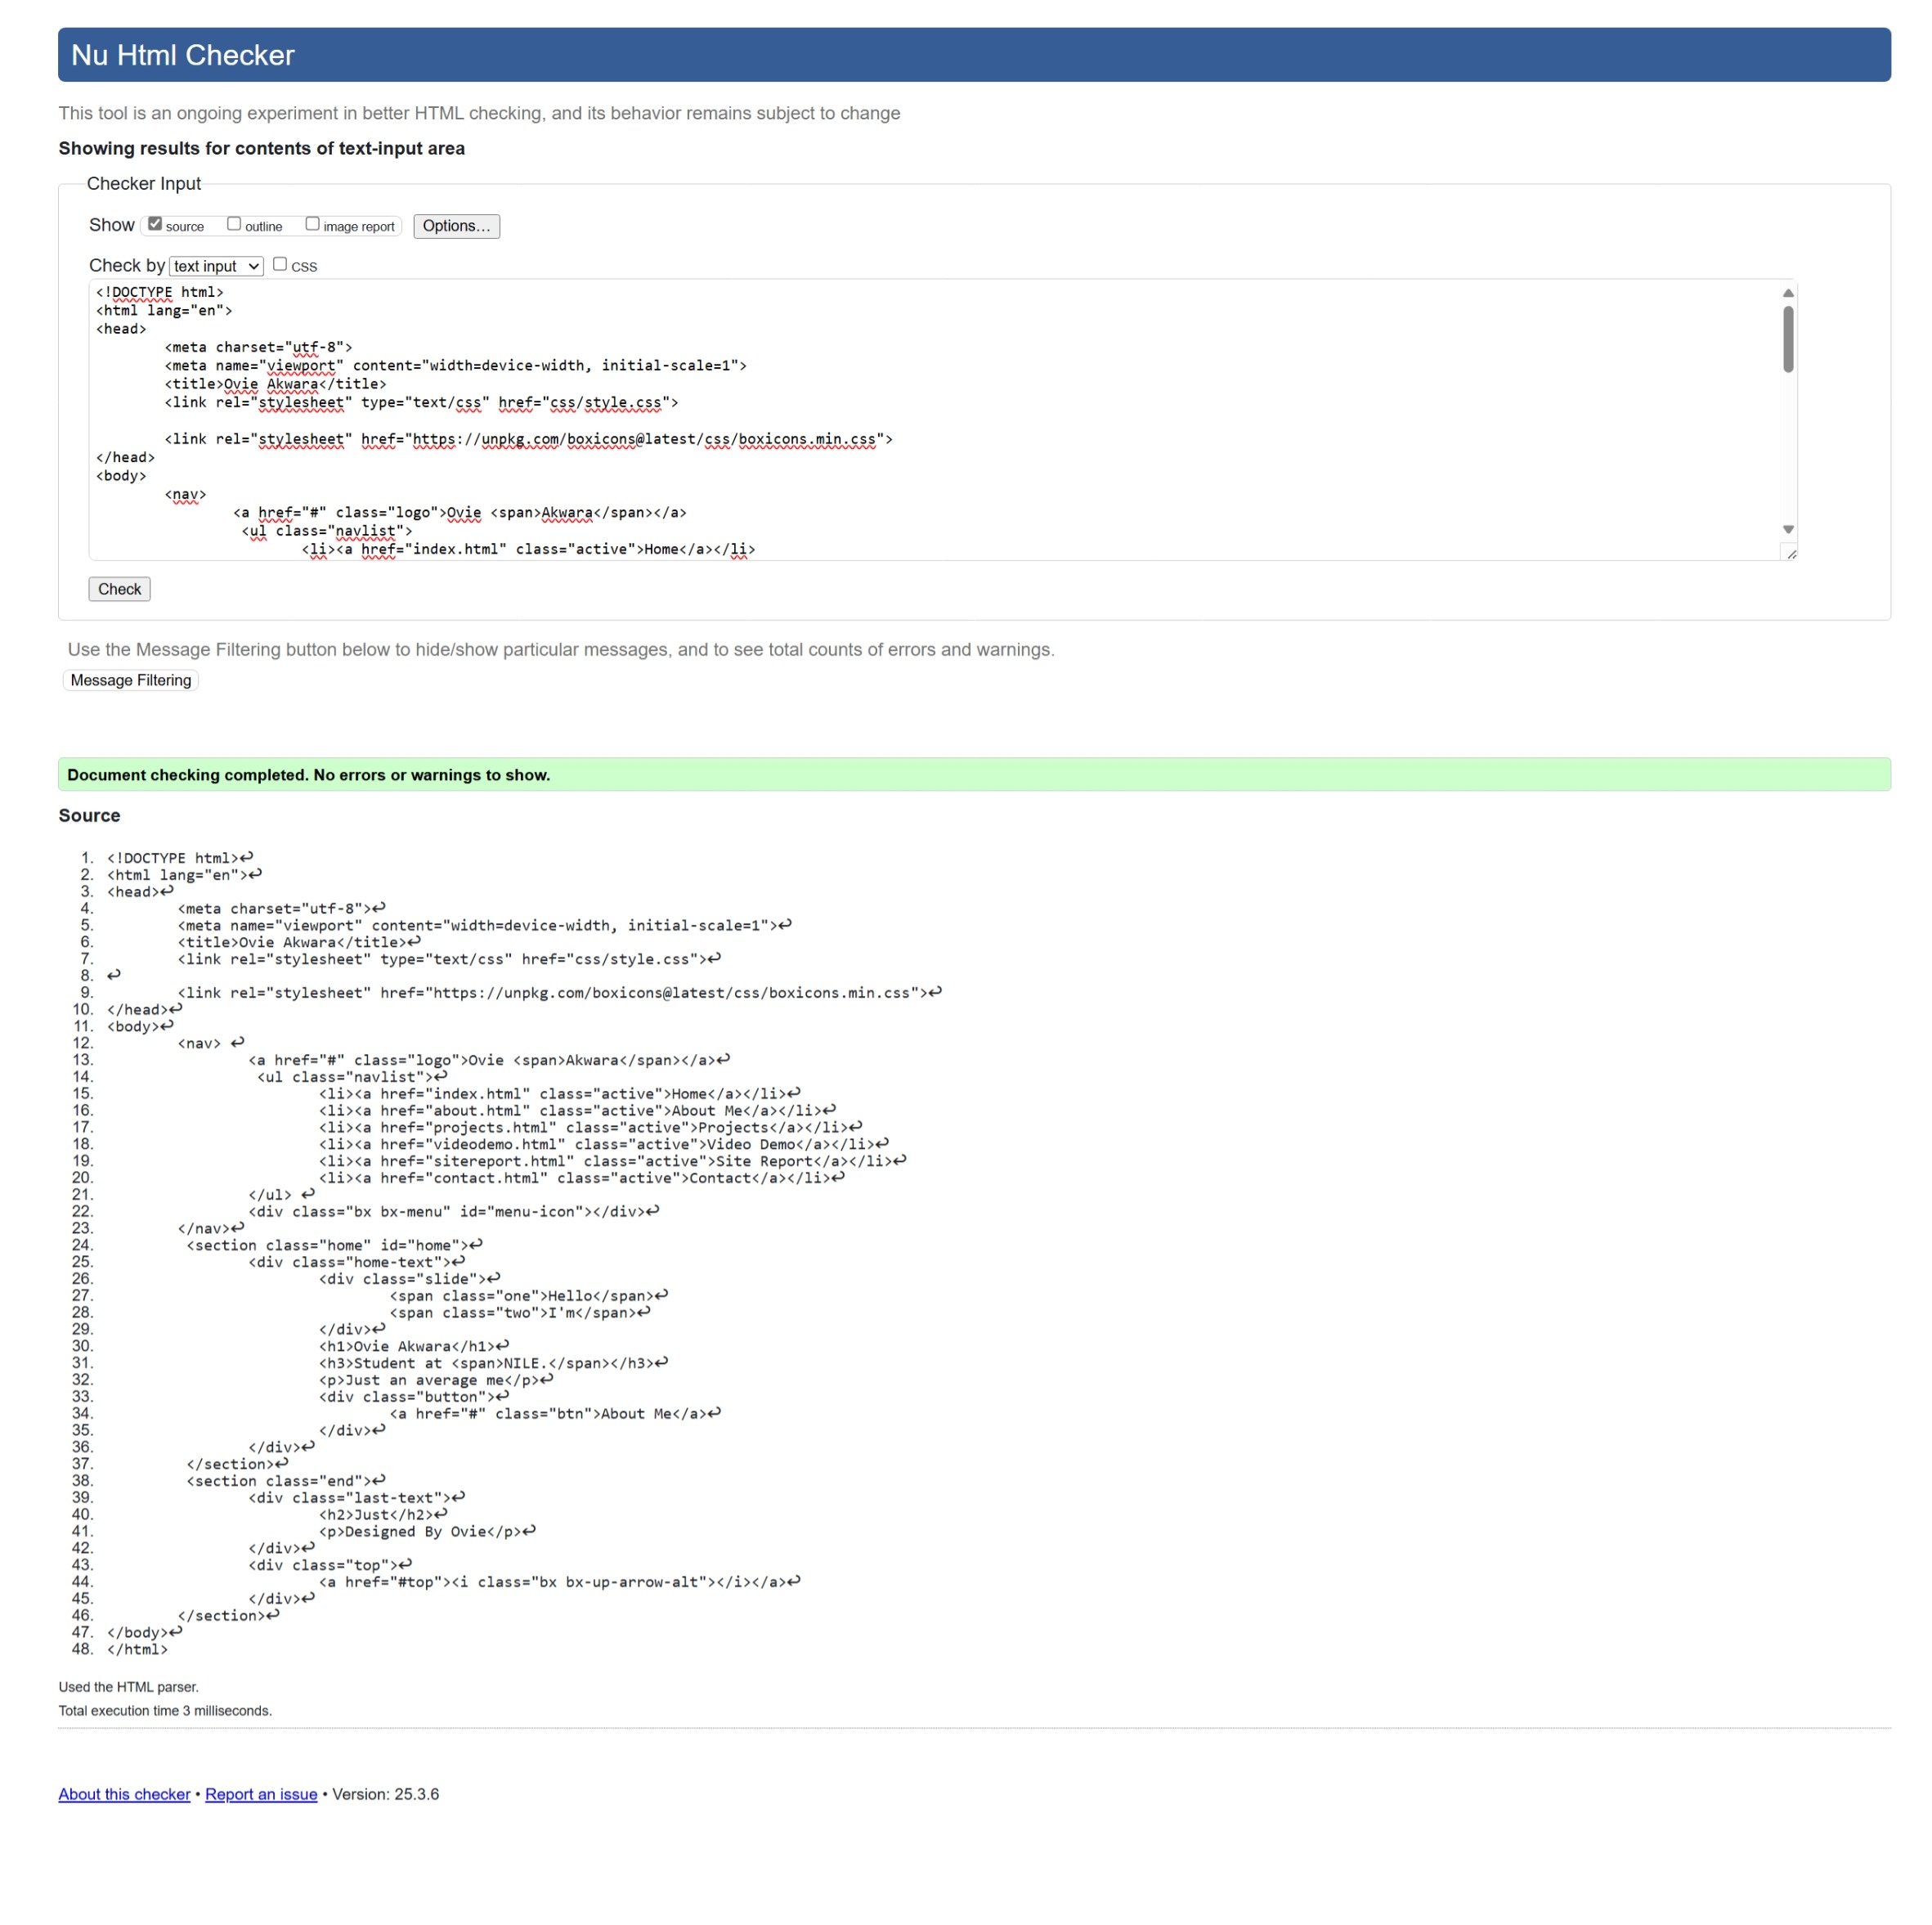 Nu Html Checker
This tool is an ongoing experiment in better HTML checking, and its behavior remains subject to change
Showing results for contents of text-input area
Checker Input
Show source outline image report Options...
Check by text input CSS
<!DOCTYPE html>
<html lang="en">
<head>
<meta charset="utf-8">
<meta name="viewport" content="width=device-width, initial-scale=1">
<title>Ovie Akwara</title>
<link rel="stylesheet" type="text/css" href="css/style.css">
<link rel="stylesheet" href="https://unpkg.com/boxicons@latest/css/boxicons.min.css">
</head>
<body>
<nav>
<a href="#" class="logo">Ovie <span>Akwara</span></a>
<ul class="navlist">
<li><a href="index.html" class="active">Home</a></li>
Check
Use the Message Filtering button below to hide/show particular messages, and to see total counts of errors and warnings.
Message Filtering
Document checking completed. No errors or warnings to show.
Source
1. <!DOCTYPE html>↩
2. <html lang="en">↩
3. <head>↩
4. <meta charset="utf-8">↩
5. <meta name="viewport" content="width=device-width, initial-scale=1">↩
6. <title>Ovie Akwara</title>↩
7. <link rel="stylesheet" type="text/css" href="css/style.css">↩
8. ↩
9. <link rel="stylesheet" href="https://unpkg.com/boxicons@latest/css/boxicons.min.css">↩
10. </head>↩
11. <body>↩
12. <nav> ↩
13. <a href="#" class="logo">Ovie <span>Akwara</span></a>↩
14. <ul class="navlist">↩
15. <li><a href="index.html" class="active">Home</a></li>↩
16. <li><a href="about.html" class="active">About Me</a></li>↩
17. <li><a href="projects.html" class="active">Projects</a></li>↩
18. <li><a href="videodemo.html" class="active">Video Demo</a></li>↩
19. <li><a href="sitereport.html" class="active">Site Report</a></li>↩
20. <li><a href="contact.html" class="active">Contact</a></li>↩
21. </ul> ↩
22. <div class="bx bx-menu" id="menu-icon"></div>↩
23. </nav>↩
24. <section class="home" id="home">↩
25. <div class="home-text">↩
26. <div class="slide">↩
27. <span class="one">Hello</span>↩
28. <span class="two">I'm</span>↩
29. </div>↩
30. <h1>Ovie Akwara</h1>↩
31. <h3>Student at <span>NILE.</span></h3>↩
32. <p>Just an average me</p>↩
33. <div class="button">↩
34. <a href="#" class="btn">About Me</a>↩
35. </div>↩
36. </div>↩
37. </section>↩
38. <section class="end">↩
39. <div class="last-text">↩
40. <h2>Just</h2>↩
41. <p>Designed By Ovie</p>↩
42. </div>↩
43. <div class="top">↩
44. <a href="#top"><i class="bx bx-up-arrow-alt"></i></a>↩
45. </div>↩
46. </section>↩
47. </body>↩
48. </html>
Used the HTML parser.
Total execution time 3 milliseconds.
About this checker • Report an issue • Version: 25.3.6